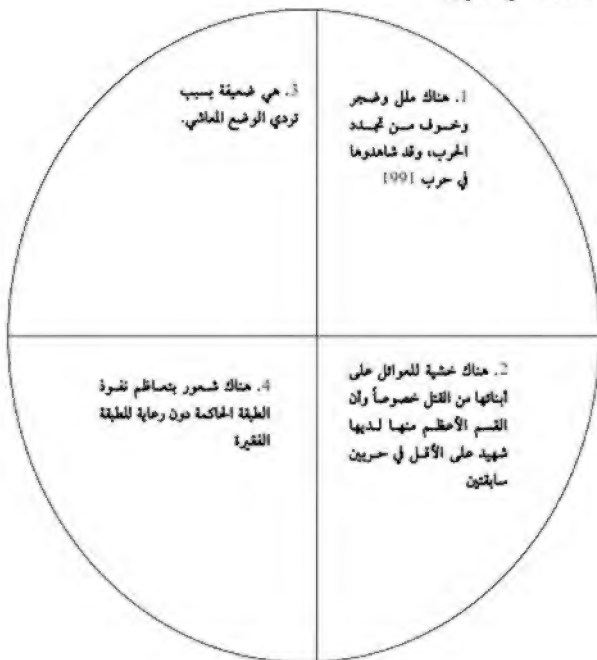 1. هناك ملل وضجر
وخوف من تجدد
الحرب، وقد شاهدوها
في حرب 1991
2. هناك خشية للعوائل على
أبنائها من القتل خصوصاً وأن
القسم الأعظم منها لديها
شهيد على الأقل في حربين
سابقتين
3. هي ضعيفة بسبب
تردي الوضع المعاشي.
4. هناك شعور بتعاظم نفوذ
الطبقة الحاكمة دون رعاية للطبقة
الفقيرة